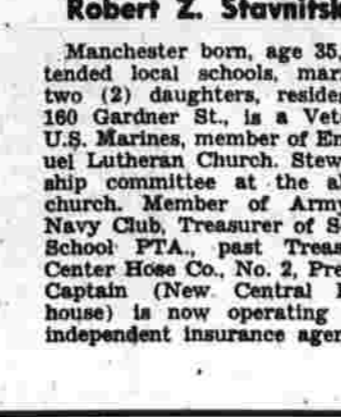 Robert Z. Stavnitsk
Manchester born, age 35,
tended local schools, mar
two (2) daughters, reside
160 Gardner St., is a Vet
U.S. Marines, member of Em
uel Lutheran Church. Stew
ship committee at the a
church. Member of Army
Navy Club, Treasurer of S
School PTA., past Treas
Center Hose Co., No. 2, Pre
Captain (New Central
house) is now operating
independent insurance agen